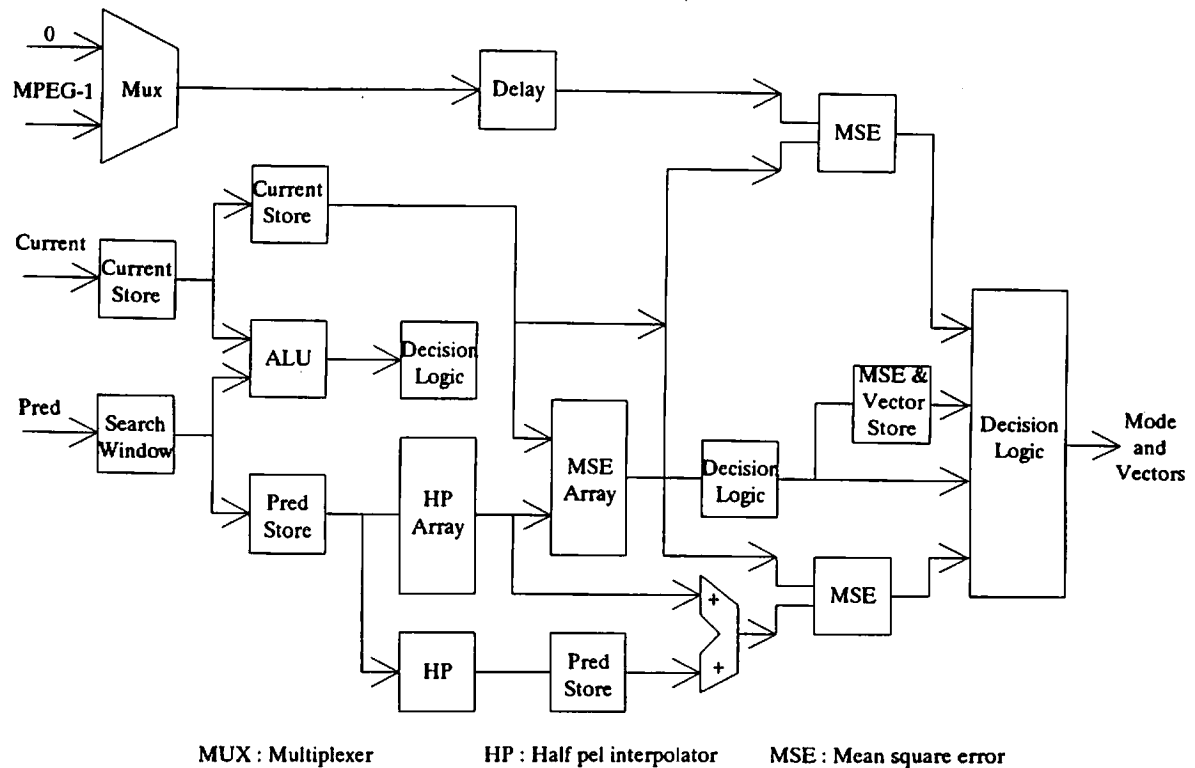 0
MPEG-1
Mux
Delay
MSE
Current
Store
Current
Current
Store
ALU
Decision
Logic
MSE &
Vector
Store
Decision
Logic
Mode
and
Vectors
Pred
Search
Window
Pred
Store
HP
Array
MSE
Array
Decision
Logic
MSE
+
+
HP
Pred
Store
MUX : Multiplexer
HP : Half pel interpolator
MSE : Mean square error